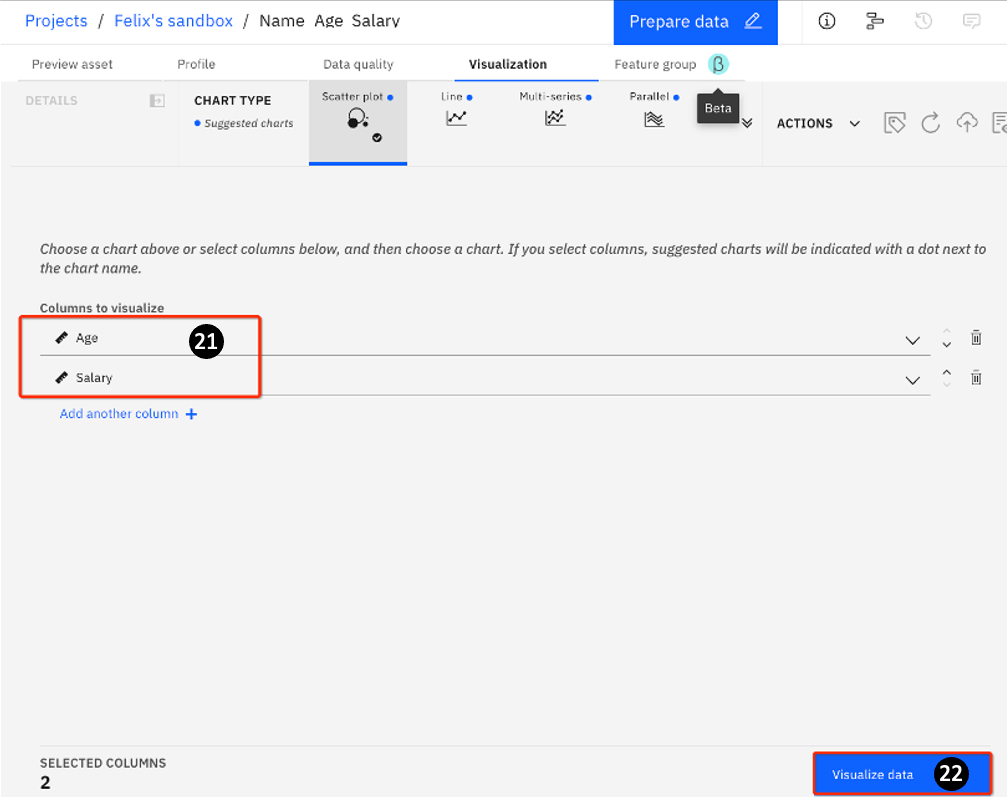 Projects / Felix's sandbox / Name Age Salary
Prepare data
Preview asset Profile Data quality Visualization Feature group β
Beta
DETAILS
CHART TYPE
Suggested charts
Scatter plot
Line
Multi-series
Parallel
ACTIONS
Choose a chart above or select columns below, and then choose a chart. If you select columns, suggested charts will be indicated with a dot next to
the chart name.
Columns to visualize
Age
21
Salary
Add another column +
SELECTED COLUMNS
2
Visualize data 22